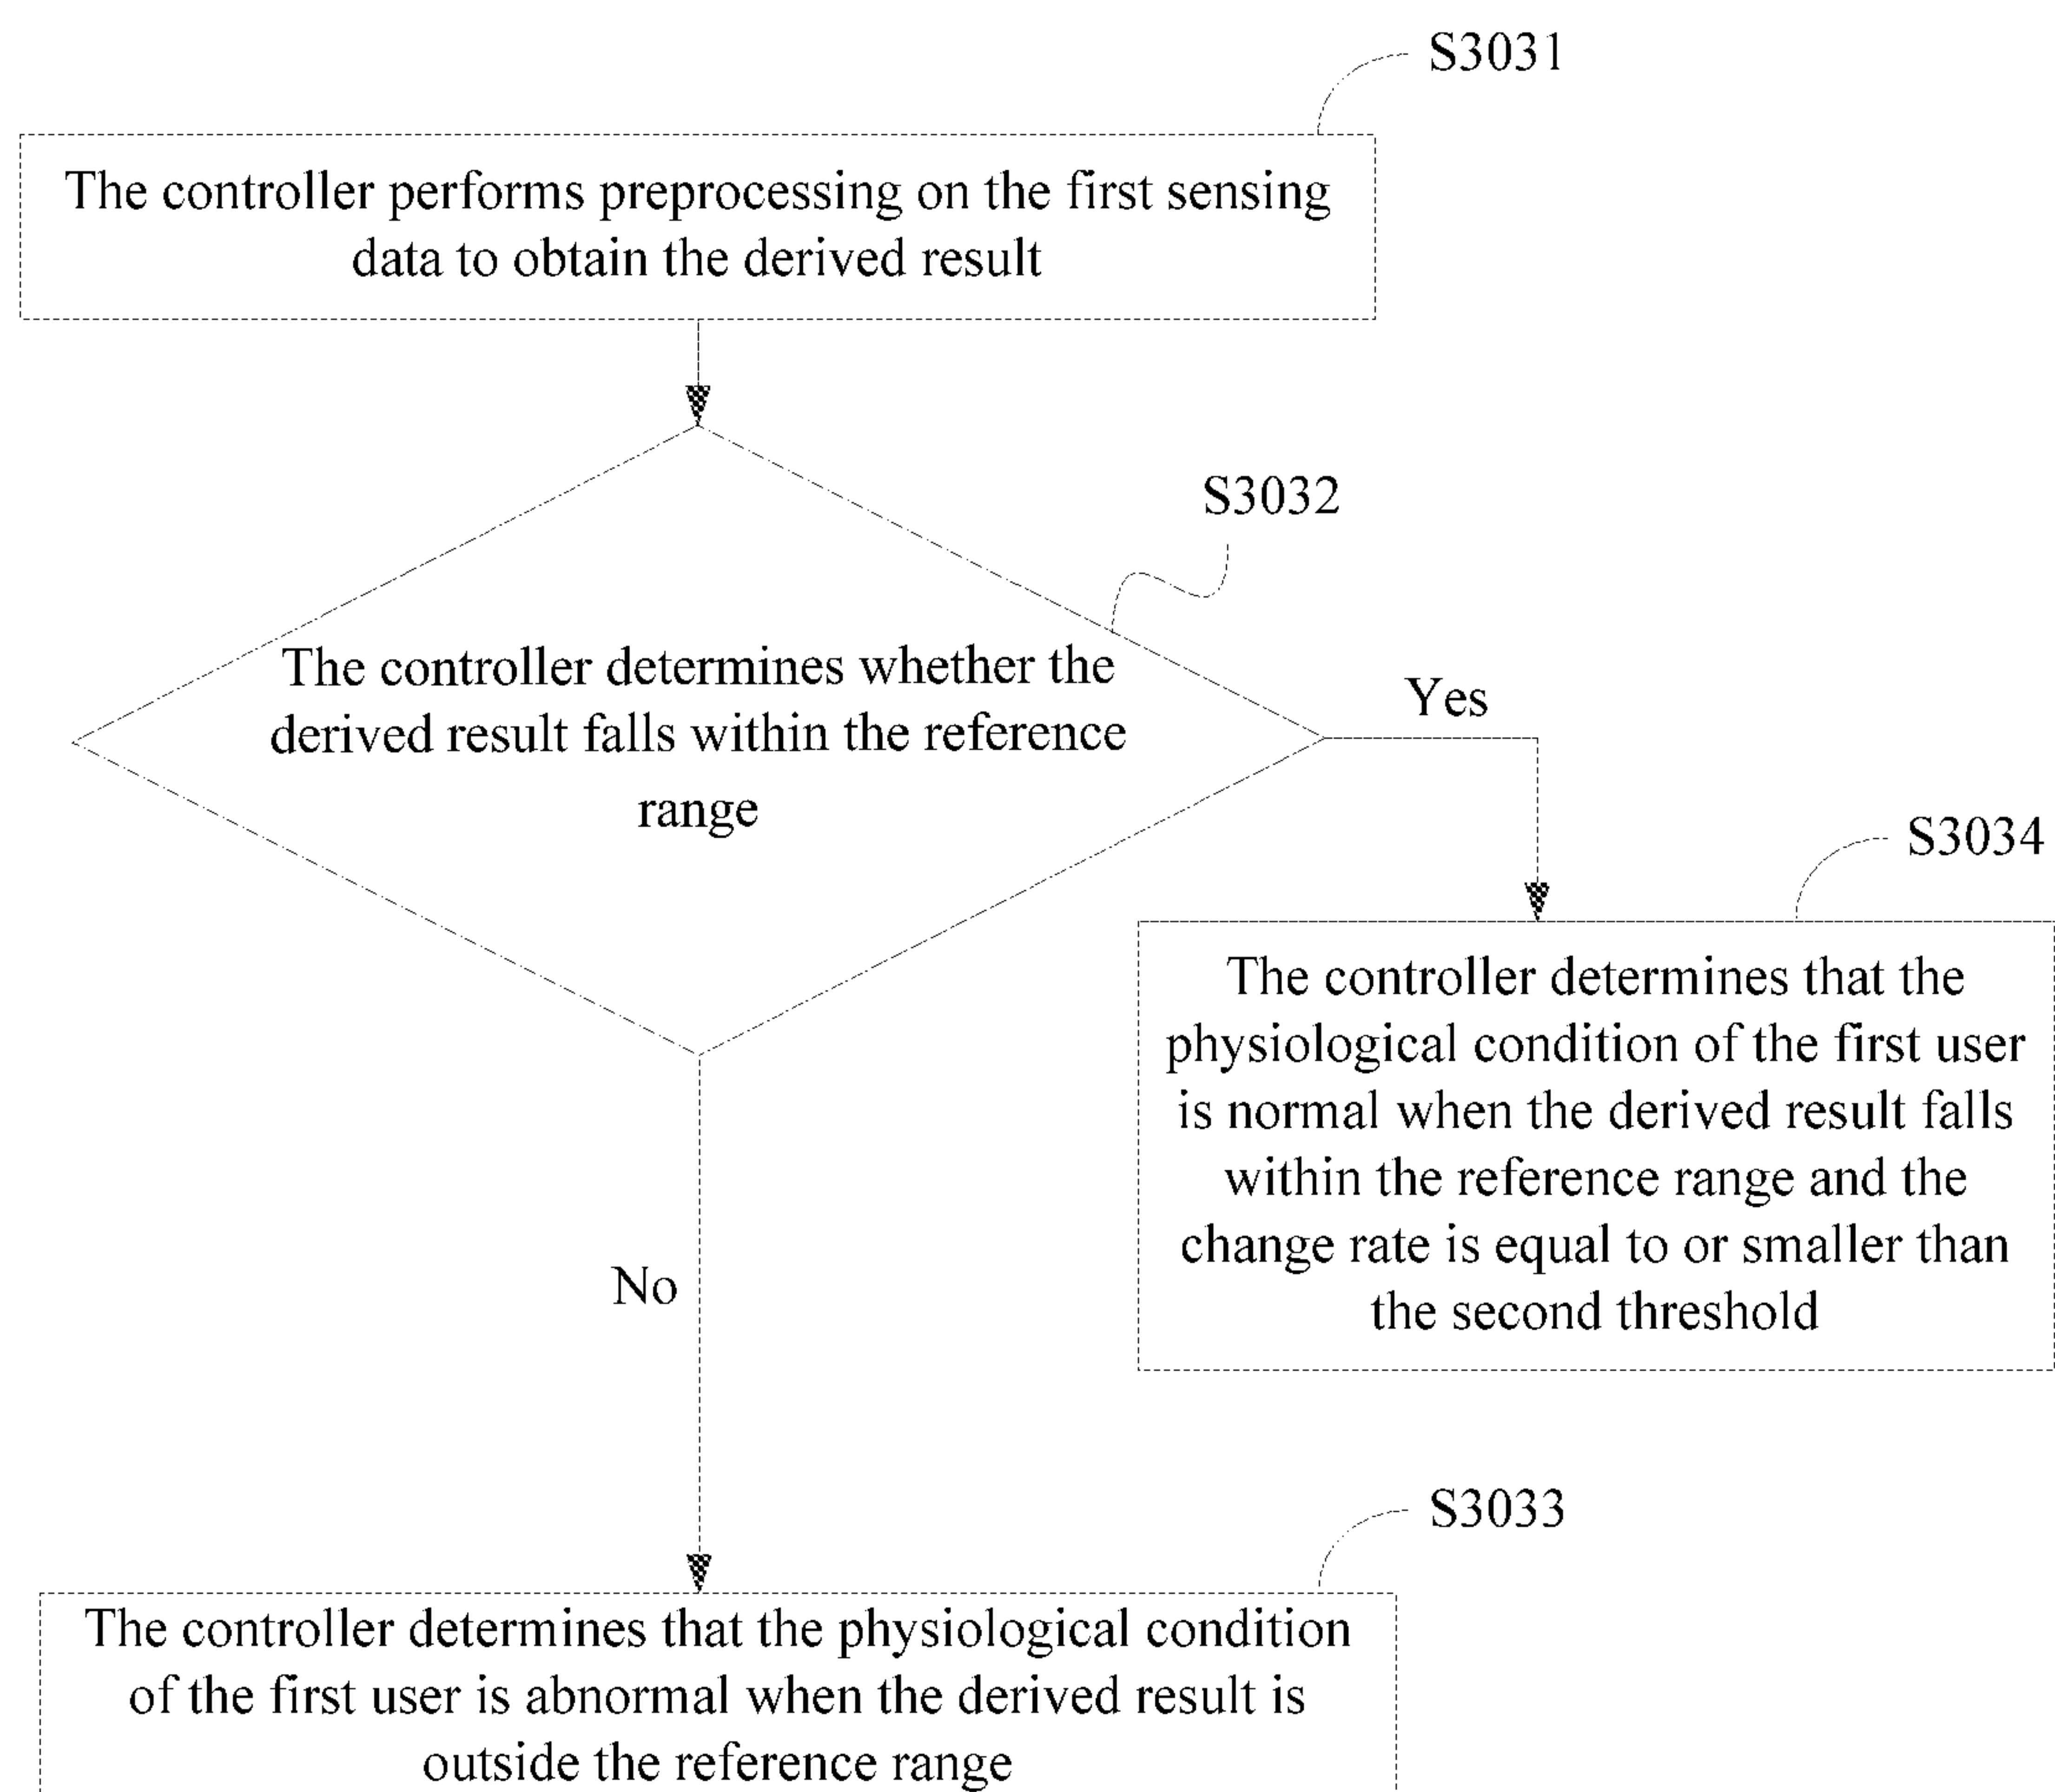 S3031
The controller performs preprocessing on the first sensing
data to obtain the derived result
S3032
The controller determines whether the
derived result falls within the reference
range
Yes
S3034
The controller determines that the
physiological condition of the first user
is normal when the derived result falls
within the reference range and the
change rate is equal to or smaller than
the second threshold
No
S3033
The controller determines that the physiological condition
of the first user is abnormal when the derived result is
outside the reference range